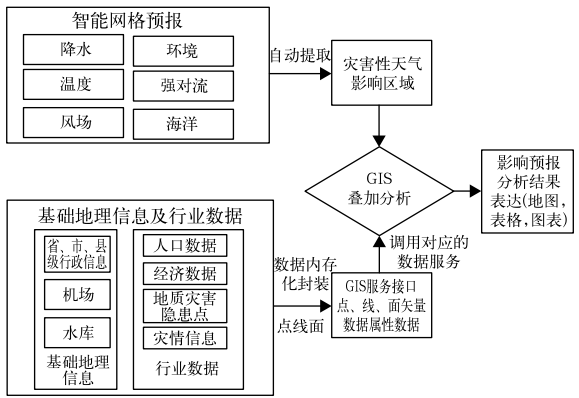 智能网格预报
降水
环境
温度
强对流
风场
海洋
自动提取
灾害性天气
影响区域
GIS
叠加分析
影响预报
分析结果
表达(地图,
表格,图表)
基础地理信息及行业数据
省、市、县
级行政信息
机场
水库
基础地理
信息
人口数据
经济数据
地质灾害
隐患点
灾情信息
行业数据
数据内存
化封装
点线面
调用对应的
数据服务
GIS服务接口
点、线、面矢量
数据属性数据